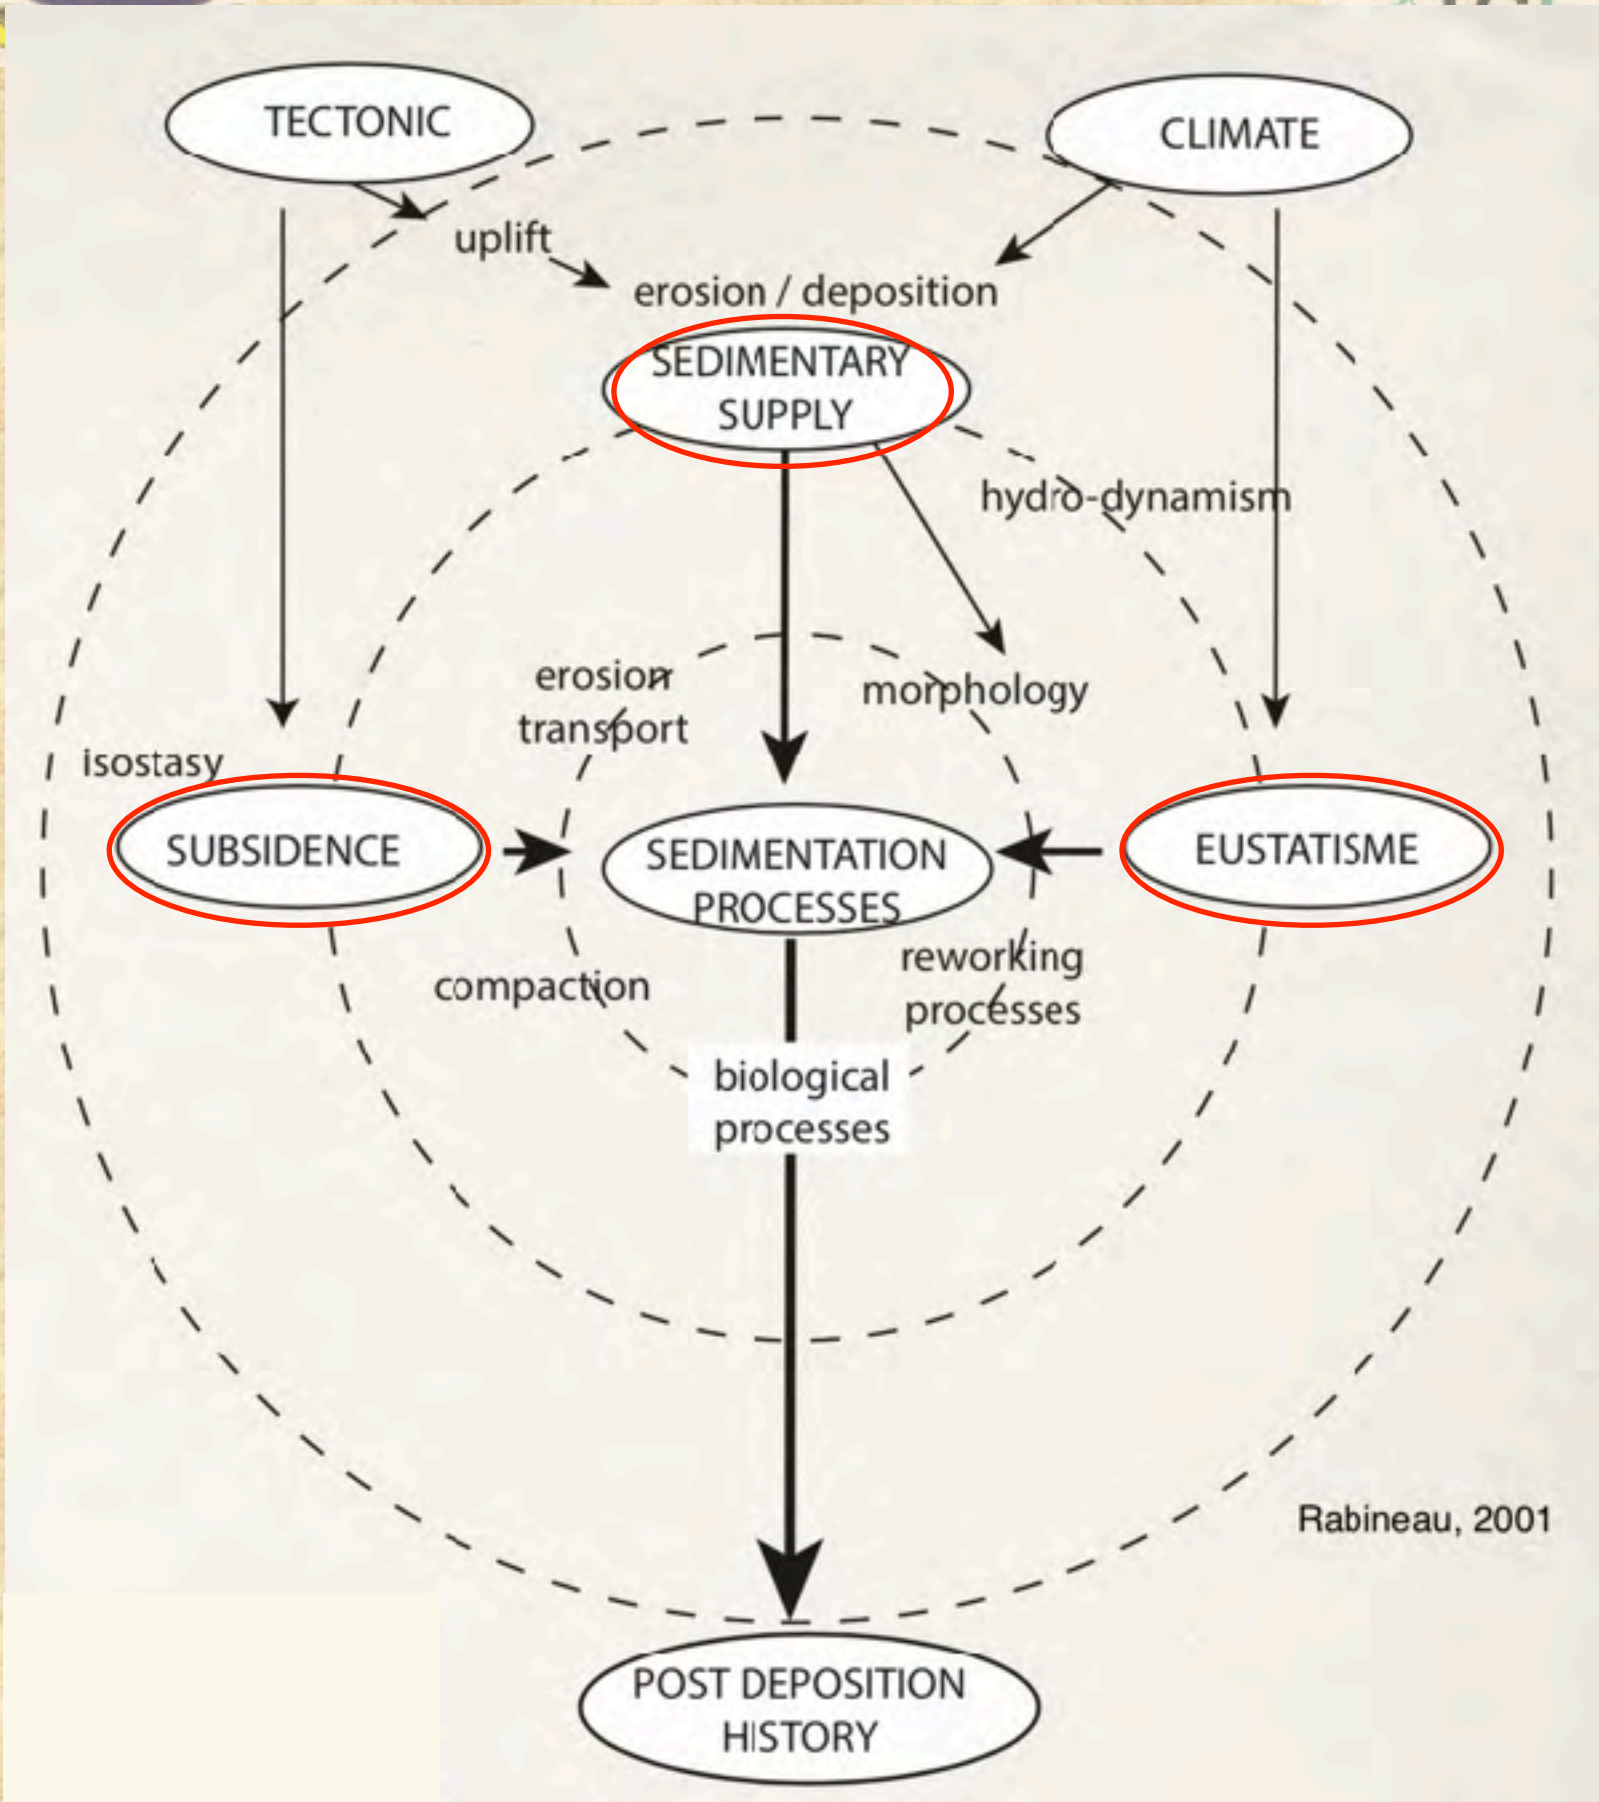 TECTONIC
CLIMATE
uplift
erosion / deposition
SEDIMENTARY
SUPPLY
hydro-dynamism
erosion
transport
morphology
isostasy
SUBSIDENCE
SEDIMENTATION
PROCESSES
EUSTATISME
compaction
reworking
processes
biological
processes
Rabineau, 2001
POST DEPOSITION
HISTORY